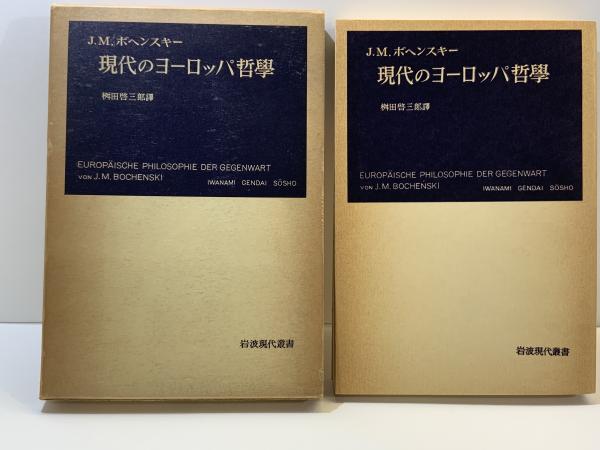 J.M.ボヘンスキー
現代のヨーロッパ哲學
桝田啓三郎譯
EUROPÄISCHE PHILOSOPHIE DER GEGENWART
VON J.M. BOCHEŃSKI IWANAMI GENDAI SŌSHO
岩波現代叢書
J.M.ボヘンスキー
現代のヨーロッパ哲學
桝田啓三郎譯
EUROPÄISCHE PHILOSOPHIE DER GEGENWART
VON J.M. BOCHEŃSKI IWANAMI GENDAI SŌSHO
岩波現代叢書